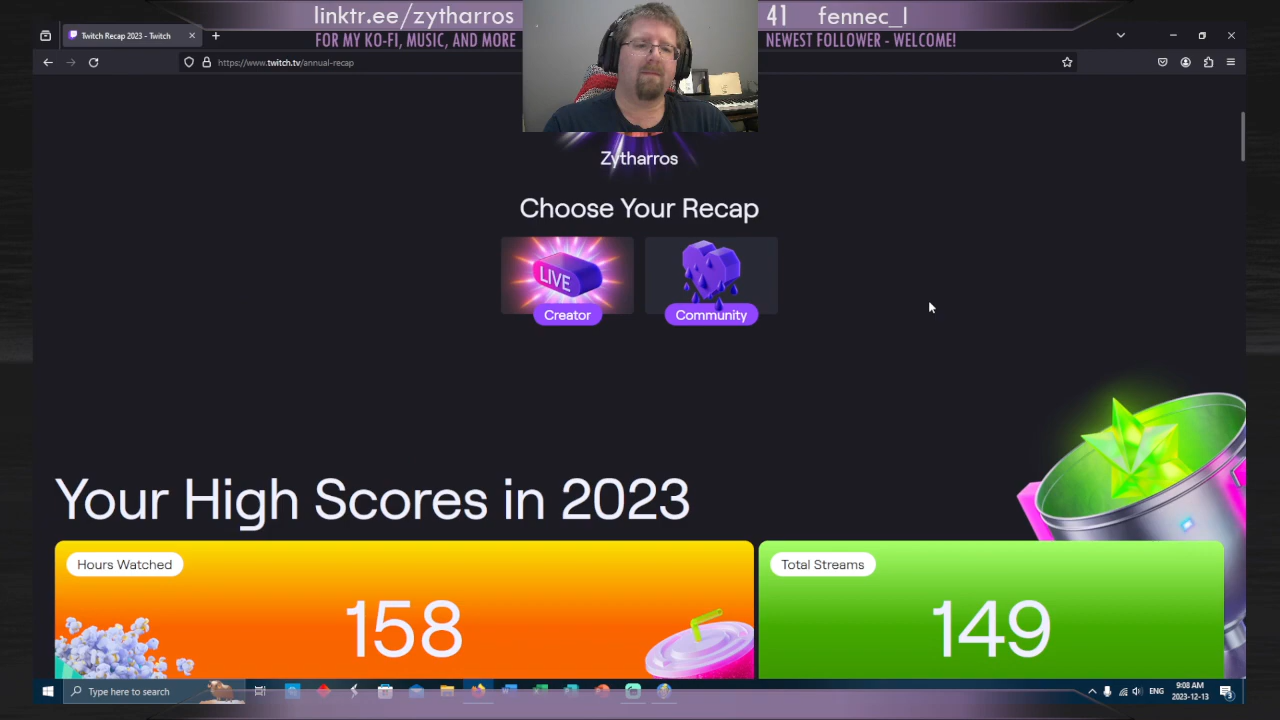 linktr.ee/zytharros
FOR MY KO-FI, MUSIC, AND MORE
41 fennec_l
NEWEST FOLLOWER - WELCOME!
Twitch Recap 2023 - Twitch
https://www.twitch.tv/annual-recap
Zytharros
Choose Your Recap
LIVE
Creator
Community
Your High Scores in 2023
Hours Watched
158
Total Streams
149
Type here to search
ENG
9:08 AM
2023-12-13
3